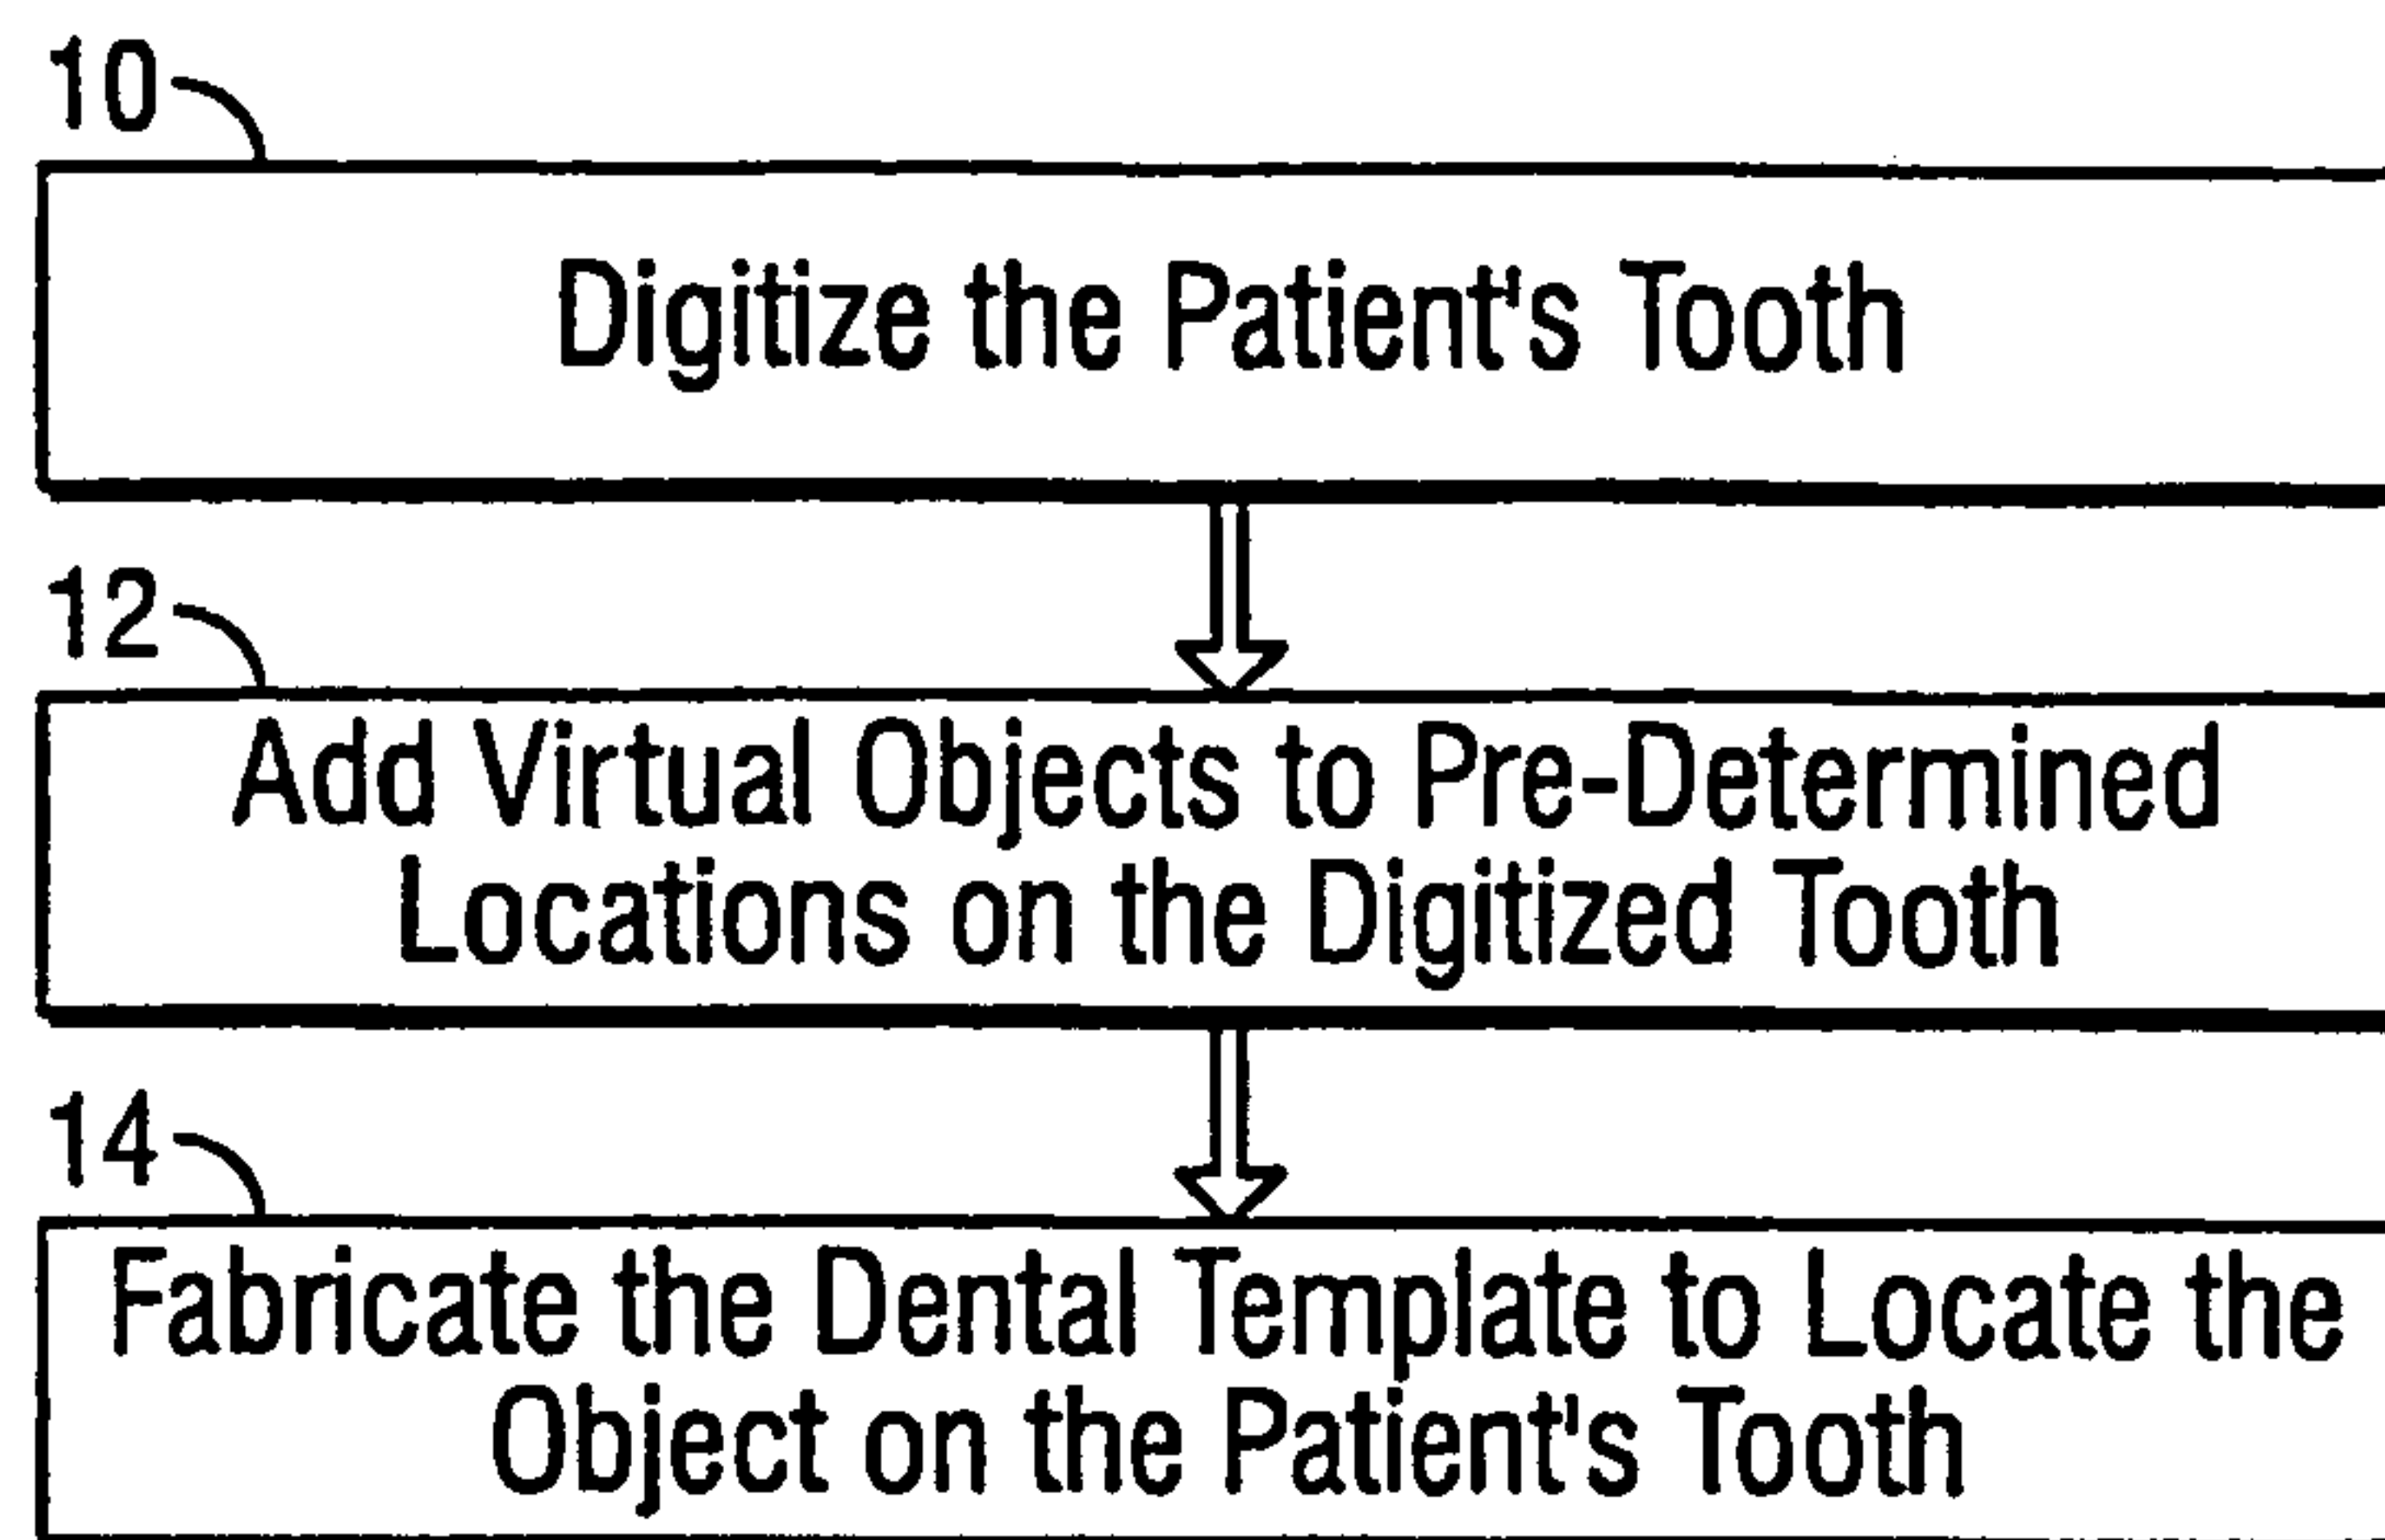 10
Digitize the Patient's Tooth
12
Add Virtual Objects to Pre-Determined
Locations on the Digitized Tooth
14
Fabricate the Dental Template to Locate the
Object on the Patient's Tooth